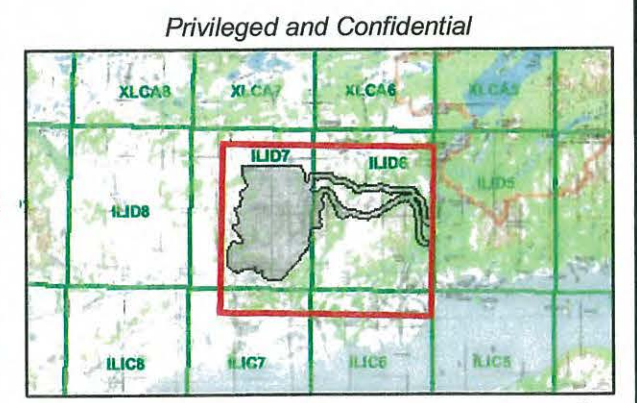 Privileged and Confidential
XLCA8 XLCA7 XLCA6 XLCA5
ILID7 ILID6
ILID8 ILID5
ILIC8 ILIC7 ILIC6 ILIC5